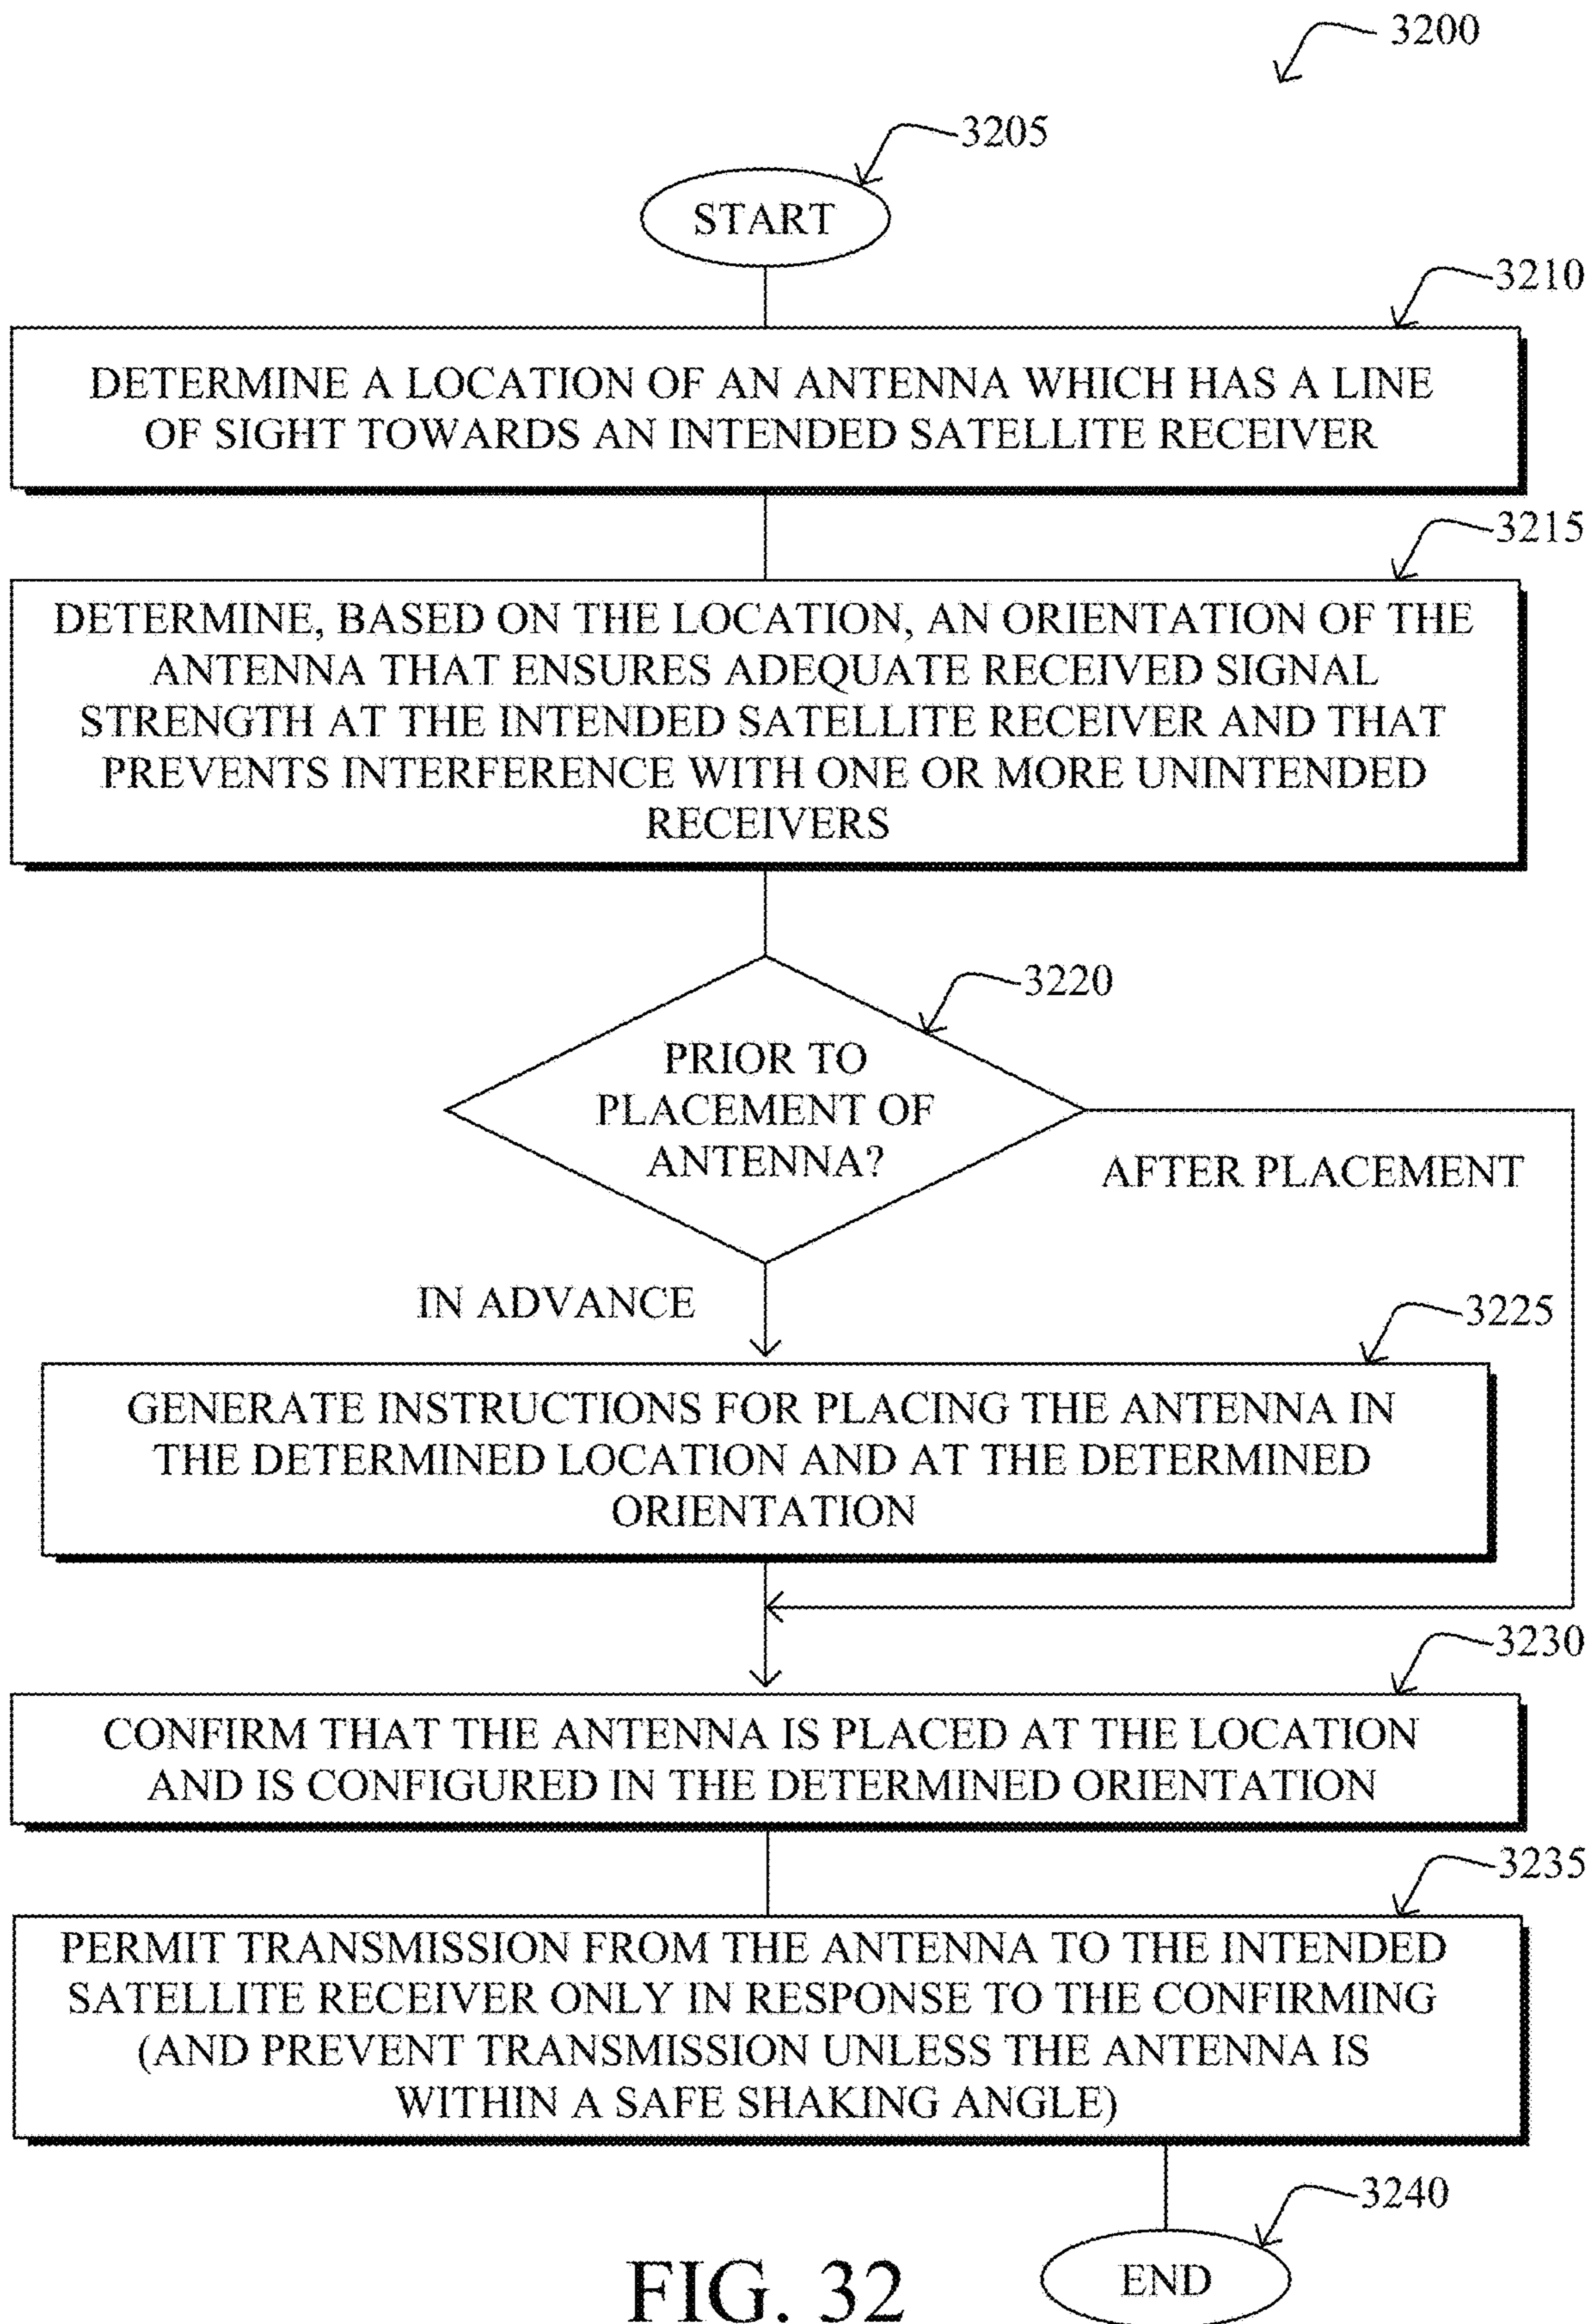 3200
3205
START
3210
DETERMINE A LOCATION OF AN ANTENNA WHICH HAS A LINE
OF SIGHT TOWARDS AN INTENDED SATELLITE RECEIVER
3215
DETERMINE, BASED ON THE LOCATION, AN ORIENTATION OF THE
ANTENNA THAT ENSURES ADEQUATE RECEIVED SIGNAL
STRENGTH AT THE INTENDED SATELLITE RECEIVER AND THAT
PREVENTS INTERFERENCE WITH ONE OR MORE UNINTENDED
RECEIVERS
3220
PRIOR TO
PLACEMENT OF
ANTENNA?
AFTER PLACEMENT
IN ADVANCE
3225
GENERATE INSTRUCTIONS FOR PLACING THE ANTENNA IN
THE DETERMINED LOCATION AND AT THE DETERMINED
ORIENTATION
3230
CONFIRM THAT THE ANTENNA IS PLACED AT THE LOCATION
AND IS CONFIGURED IN THE DETERMINED ORIENTATION
3235
PERMIT TRANSMISSION FROM THE ANTENNA TO THE INTENDED
SATELLITE RECEIVER ONLY IN RESPONSE TO THE CONFIRMING
(AND PREVENT TRANSMISSION UNLESS THE ANTENNA IS
WITHIN A SAFE SHAKING ANGLE)
3240
END
FIG. 32